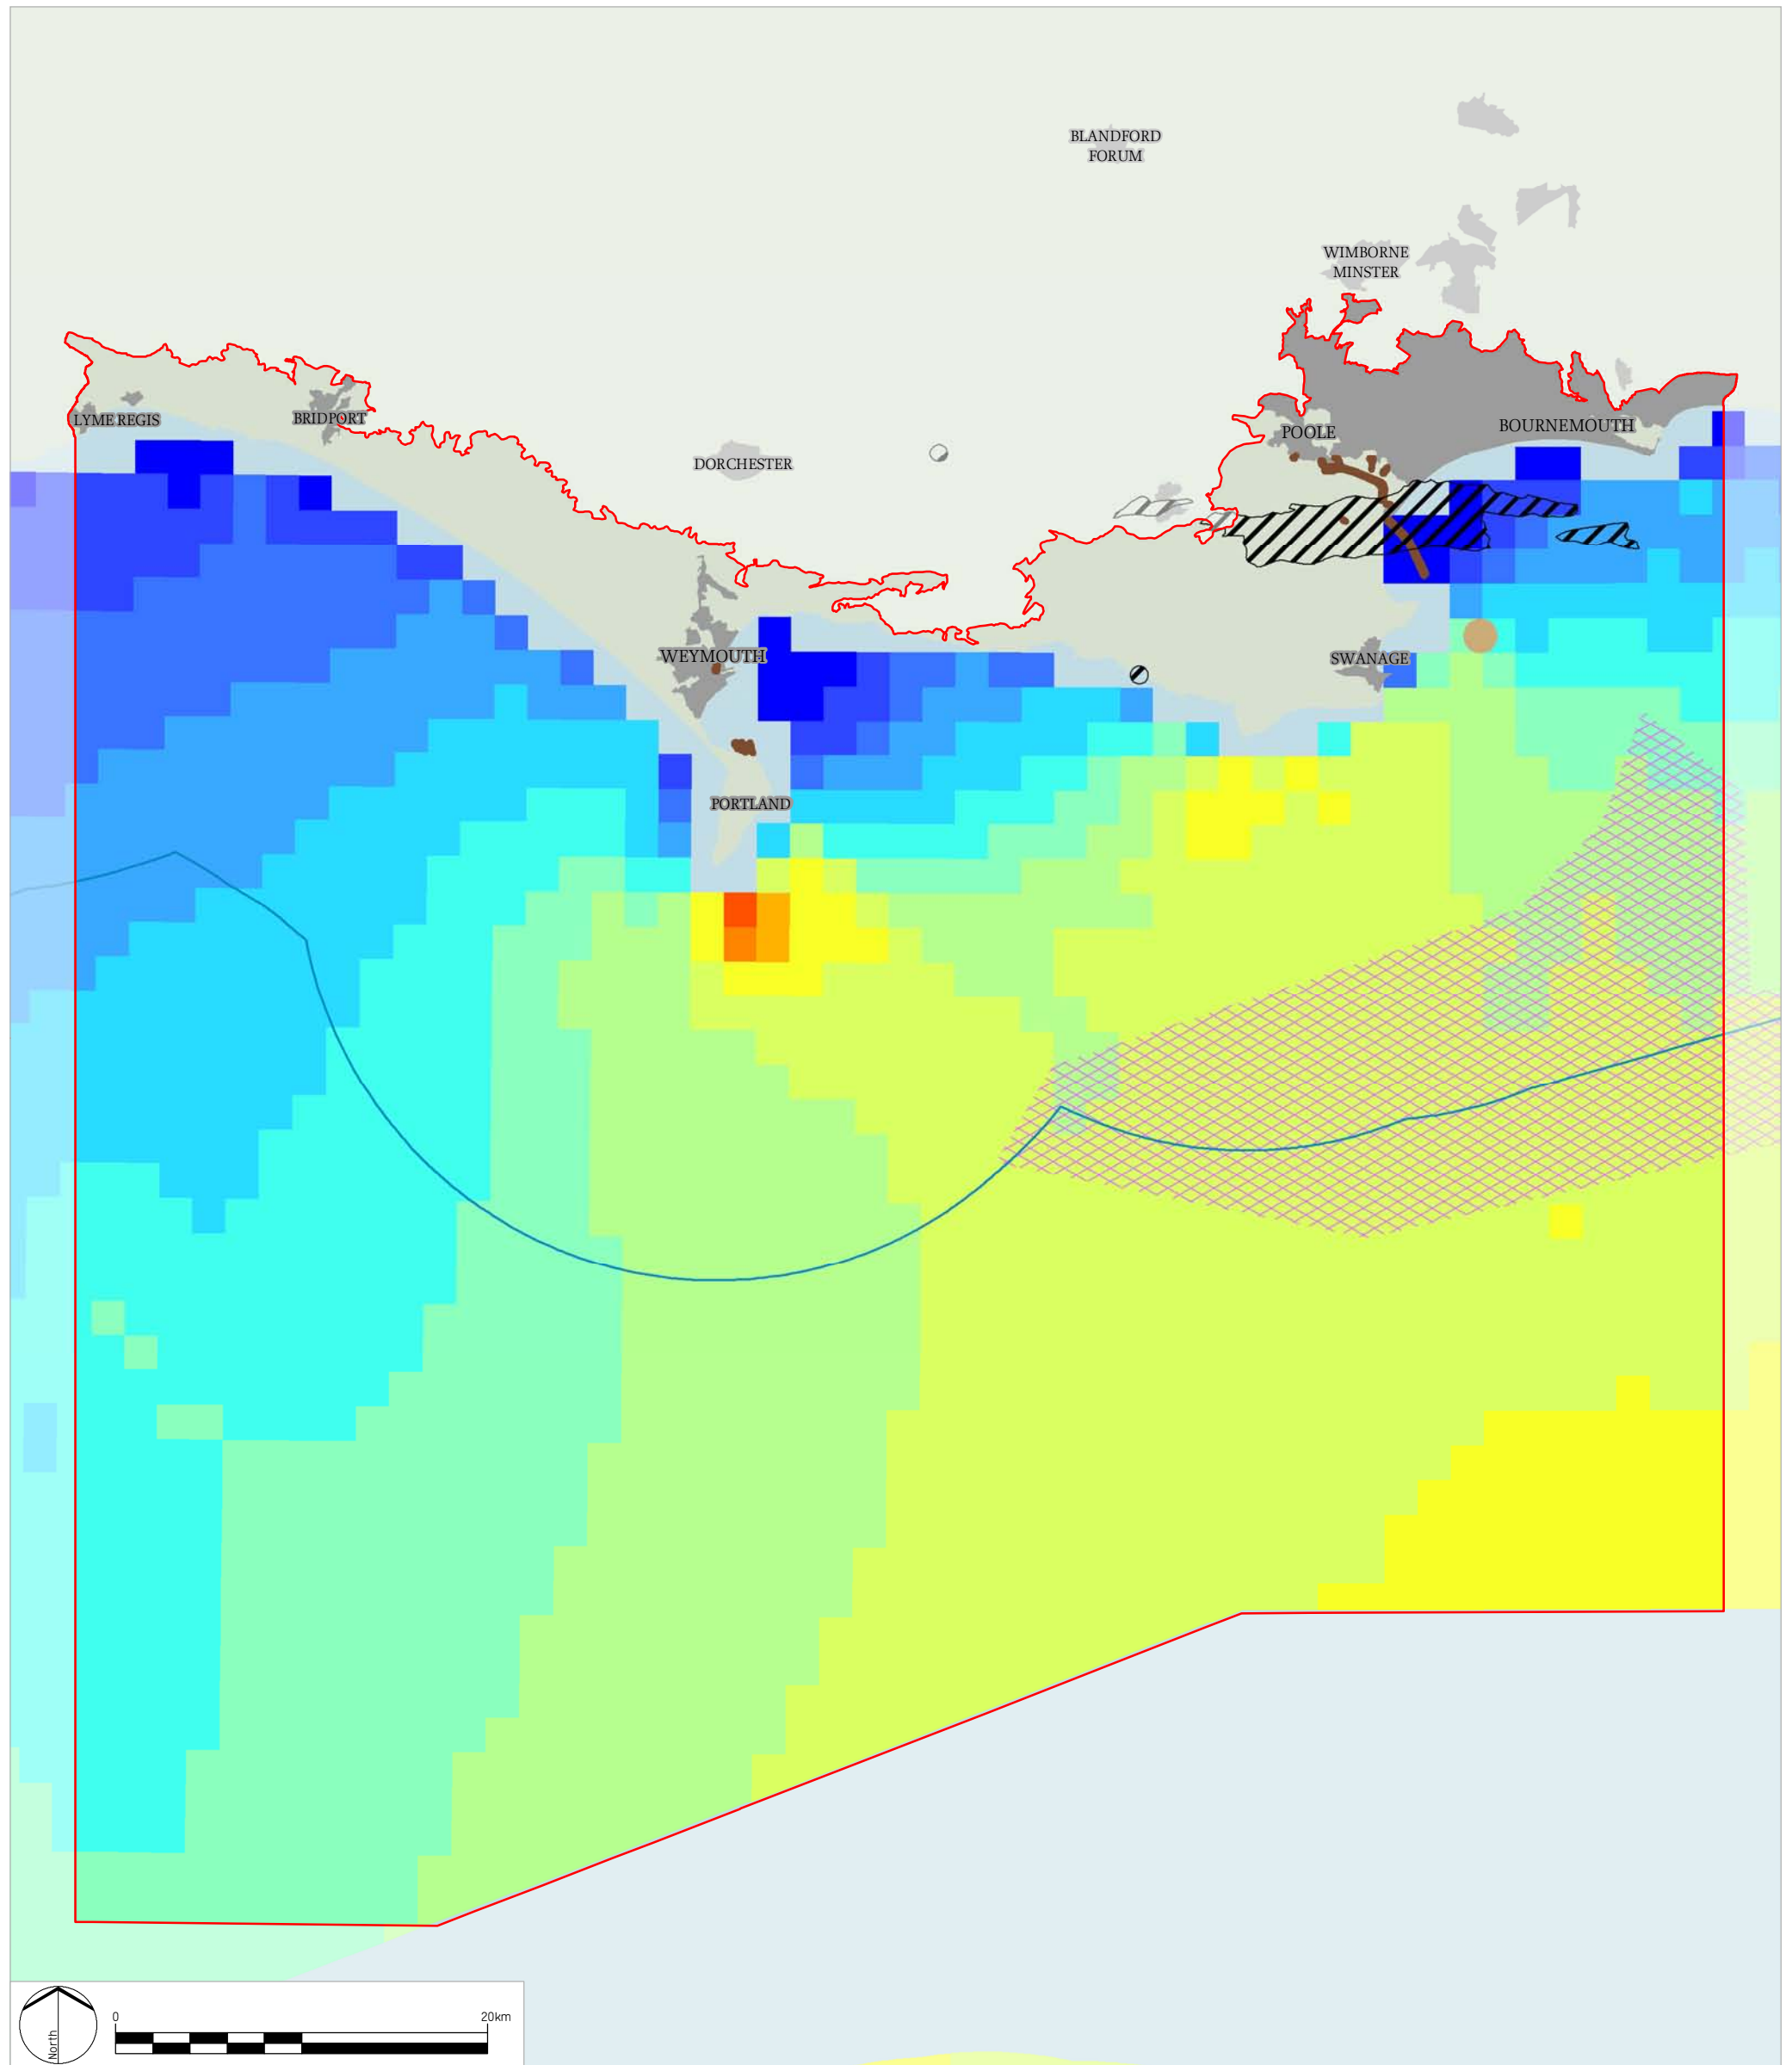 BLANDFORD
FORUM
WIMBORNE
MINSTER
LYME REGIS
BRIDPORT
POOLE
BOURNEMOUTH
DORCHESTER
WEYMOUTH
SWANAGE
PORTLAND
North
0
20km